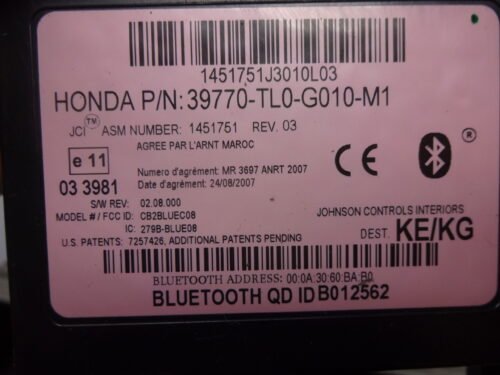 1451751J3010L03
HONDA P/N: 39770-TL0-G010-M1
JCI™ ASM NUMBER: 1451751 REV. 03
AGREE PAR L'ARNT MAROC
e 11
Numero d'agrément: MR 3697 ANRT 2007
03 3981
Date d'agrément: 24/08/2007
CE
®
S/W REV: 02.08.000
MODEL # / FCC ID: CB2BLUEC08
IC: 279B-BLUE08
JOHNSON CONTROLS INTERIORS
U.S. PATENTS: 7257426, ADDITIONAL PATENTS PENDING
DEST. KE/KG
BLUETOOTH ADDRESS: 00:0A:30:60:BA:B0
BLUETOOTH QD ID B012562